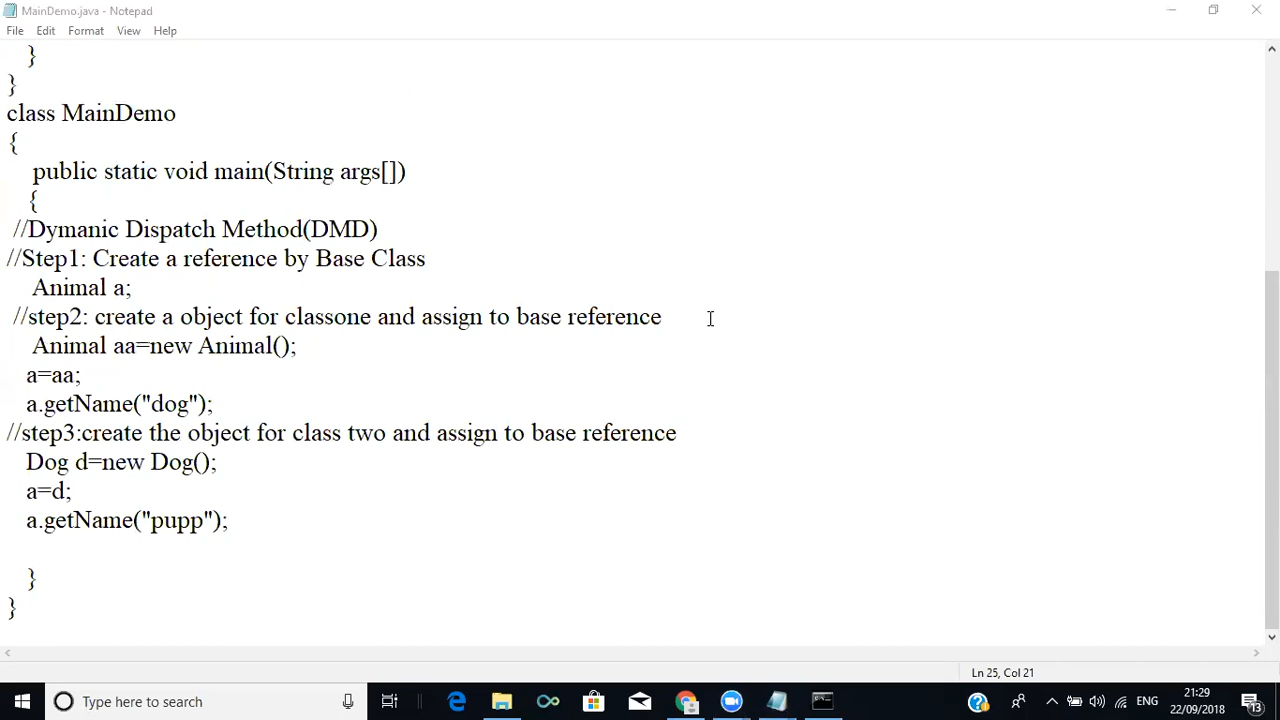 MainDemo.java - Notepad
File Edit Format View Help
}
}
class MainDemo
{
public static void main(String args[])
{
//Dymanic Dispatch Method(DMD)
//Step1: Create a reference by Base Class
Animal a;
//step2: create a object for classone and assign to base reference
Animal aa=new Animal();
a=aa;
a.getName("dog");
//step3:create the object for class two and assign to base reference
Dog d=new Dog();
a=d;
a.getName("pupp");
}
}
Ln 25, Col 21
Type here to search
ENG
21:29
22/09/2018
13